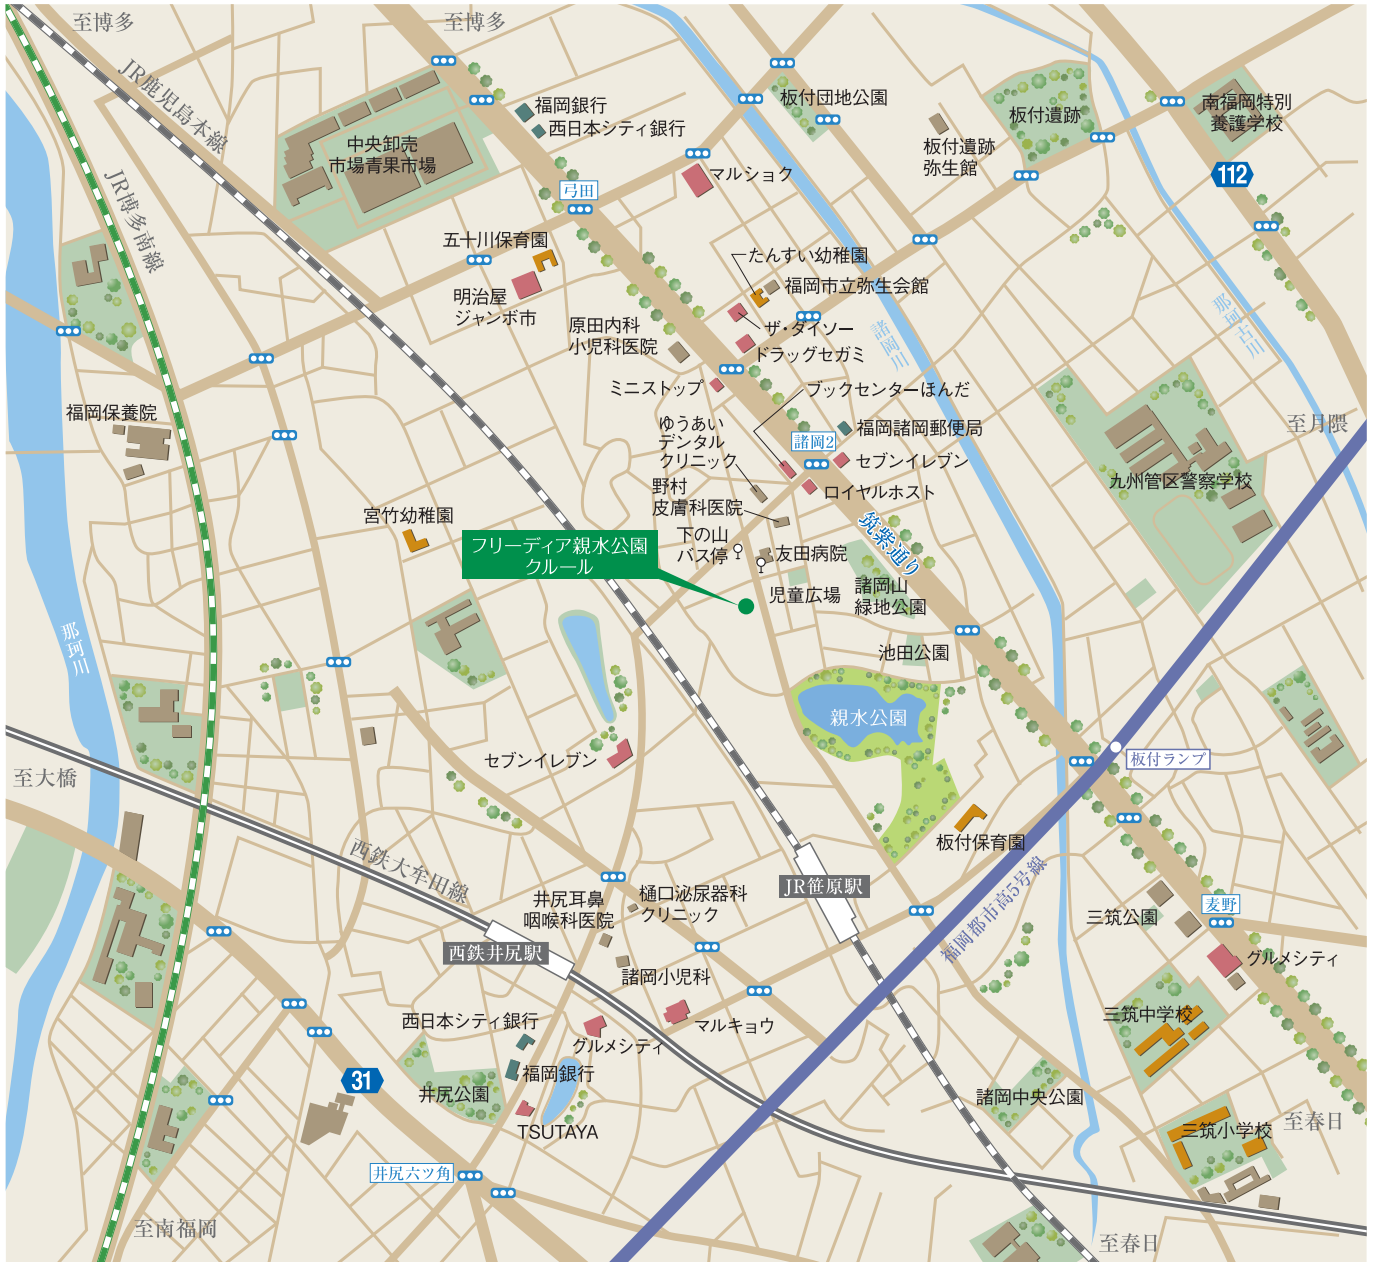 至博多
至博多
JR鹿児島本線
JR博多南線
福岡銀行
西日本シティ銀行
中央卸売
市場青果市場
板付団地公園
板付遺跡
板付遺跡
弥生館
南福岡特別
養護学校
112
マルショク
弓田
五十川保育園
明治屋
ジャンボ市
たんすい幼稚園
福岡市立弥生会館
ザ・ダイソー
ドラッグセガミ
原田内科
小児科医院
ミニストップ
諸岡川
那珂古川
ブックセンターほんだ
ゆうあい
デンタル
クリニック
諸岡2
福岡諸岡郵便局
セブンイレブン
ロイヤルホスト
野村
皮膚科医院
下の山
バス停
友田病院
児童広場
筑紫通り
諸岡山
緑地公園
池田公園
親水公園
九州管区警察学校
至月隈
福岡保養院
宮竹幼稚園
フリーディア親水公園
クルール
那珂川
至大橋
セブンイレブン
西鉄大牟田線
西鉄井尻駅
井尻耳鼻
咽喉科医院
樋口泌尿器科
クリニック
諸岡小児科
マルキョウ
JR笹原駅
板付保育園
板付ランプ
福岡都市高5号線
三筑公園
麦野
グルメシティ
三筑中学校
三筑小学校
至春日
諸岡中央公園
西日本シティ銀行
グルメシティ
福岡銀行
井尻公園
TSUTAYA
31
井尻六ツ角
至南福岡
至春日